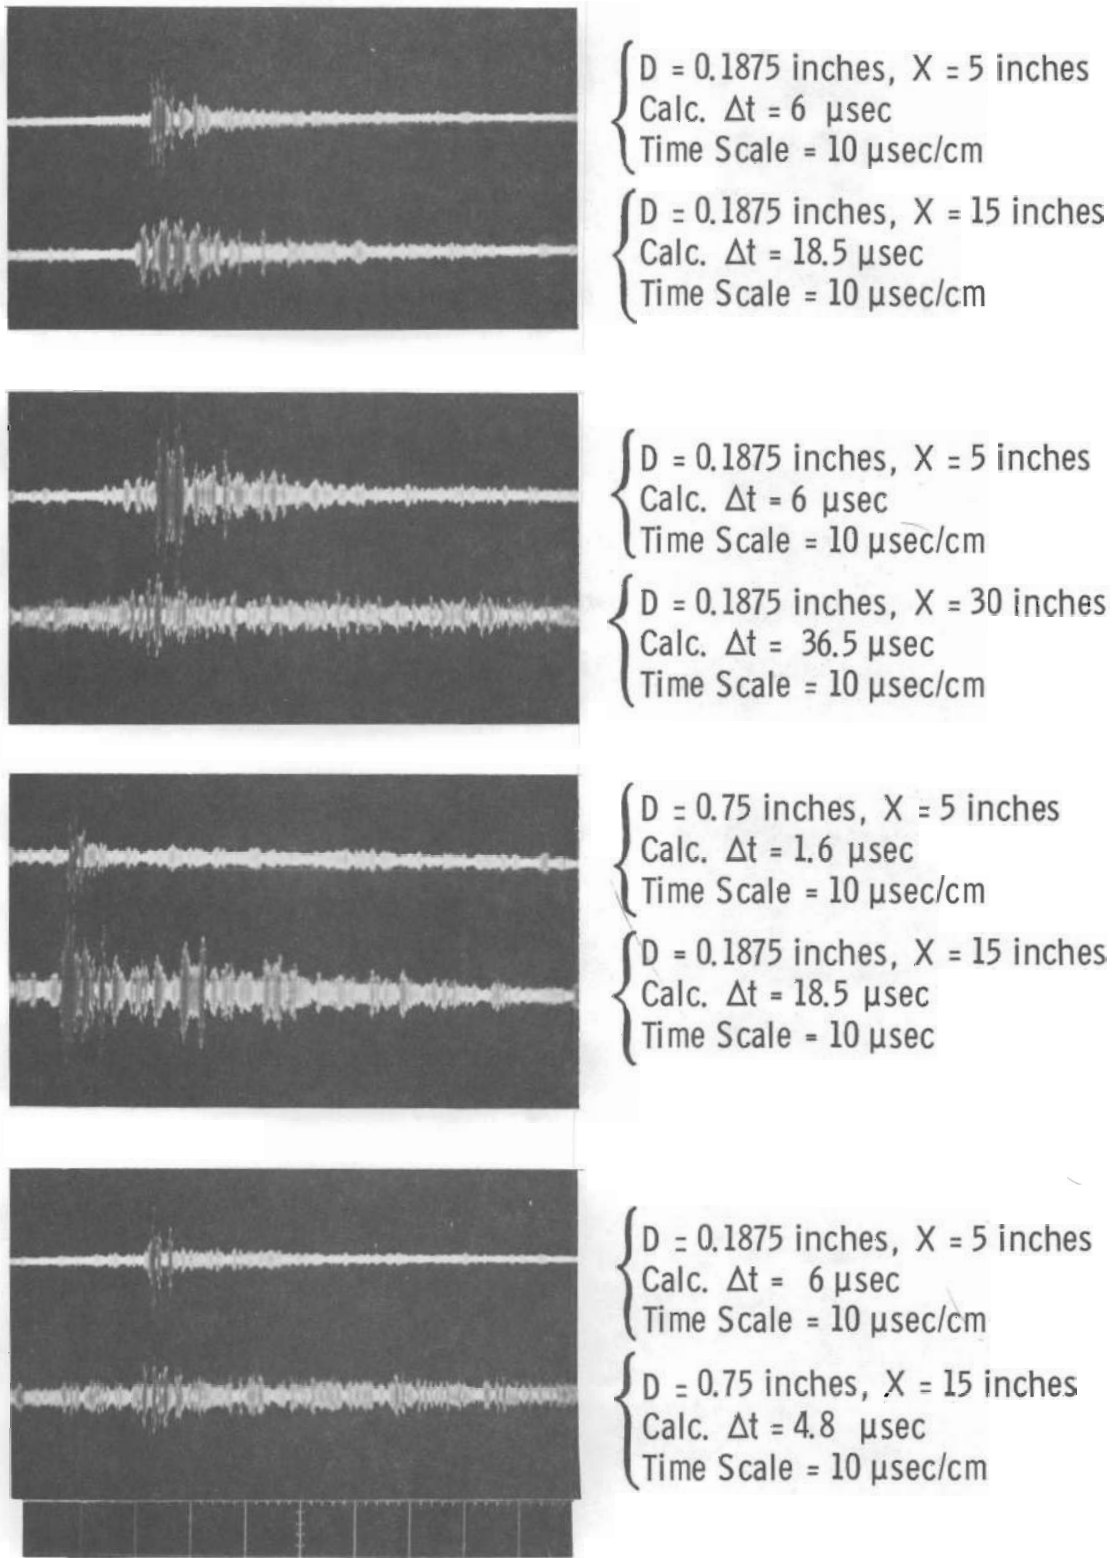 D = 0.1875 inches, X = 5 inches
Calc. Δt = 6 μsec
Time Scale = 10 μsec/cm
D = 0.1875 inches, X = 15 inches
Calc. Δt = 18.5 μsec
Time Scale = 10 μsec/cm
D = 0.1875 inches, X = 5 inches
Calc. Δt = 6 μsec
Time Scale = 10 μsec/cm
D = 0.1875 inches, X = 30 inches
Calc. Δt = 36.5 μsec
Time Scale = 10 μsec/cm
D = 0.75 inches, X = 5 inches
Calc. Δt = 1.6 μsec
Time Scale = 10 μsec/cm
D = 0.1875 inches, X = 15 inches
Calc. Δt = 18.5 μsec
Time Scale = 10 μsec
D = 0.1875 inches, X = 5 inches
Calc. Δt = 6 μsec
Time Scale = 10 μsec/cm
D = 0.75 inches, X = 15 inches
Calc. Δt = 4.8 μsec
Time Scale = 10 μsec/cm